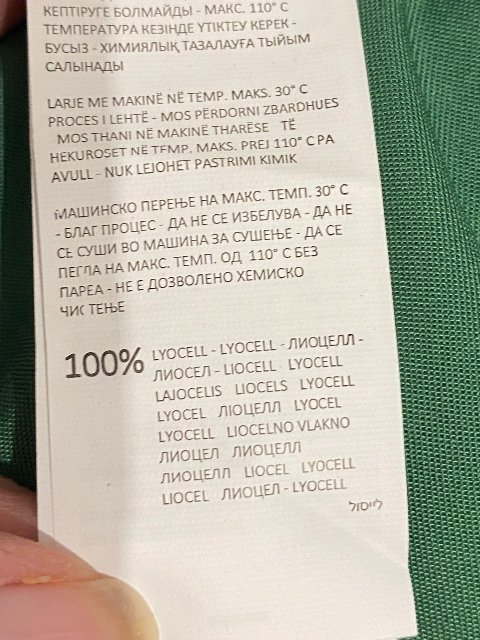 КЕПТІРУГЕ БОЛМАЙДЫ - МАКС. 110° C
ТЕМПЕРАТУРА КЕЗІНДЕ ҮТІКТЕУ КЕРЕК -
БУСЫЗ - ХИМИЯЛЫҚ ТАЗАЛАУҒА ТЫЙЫМ
САЛЫНАДЫ
LARJE ME MAKINË NË TEMP. MAKS. 30° C
PROCES I LEHTË - MOS PËRDORNI ZBARDHUES
MOS THANI NË MAKINË THARËSE TË
HEKUROSET NË TEMP. MAKS. PREJ 110° C PA
AVULL - NUK LEJOHET PASTRIMI KIMIK
МАШИНСКО ПЕРЕЊЕ НА МАКС. ТЕМП. 30° C
- БЛАГ ПРОЦЕС - ДА НЕ СЕ ИЗБЕЛУВА - ДА НЕ
СЕ СУШИ ВО МАШИНА ЗА СУШЕЊЕ - ДА СЕ
ПЕГЛА НА МАКС. ТЕМП. ОД 110° C БЕЗ
ПАРЕА - НЕ Е ДОЗВОЛЕНО ХЕМИСКО
ЧИСТЕЊЕ
100% LYOCELL - LYOCELL - ЛИОЦЕЛЛ -
ЛИОСЕЛ - LIOCELL LYOCELL
LAJOCELIS LIOCELS LYOCELL
LYOCEL ЛІОЦЕЛЛ LYOCEL
LYOCELL LIOCELNO VLAKNO
ЛИОЦЕЛ ЛИОЦЕЛЛ
ЛИОЦЕЛЛ LIOCEL LYOCELL
LIOCEL ЛИОЦЕЛ - LYOCELL
לייסול